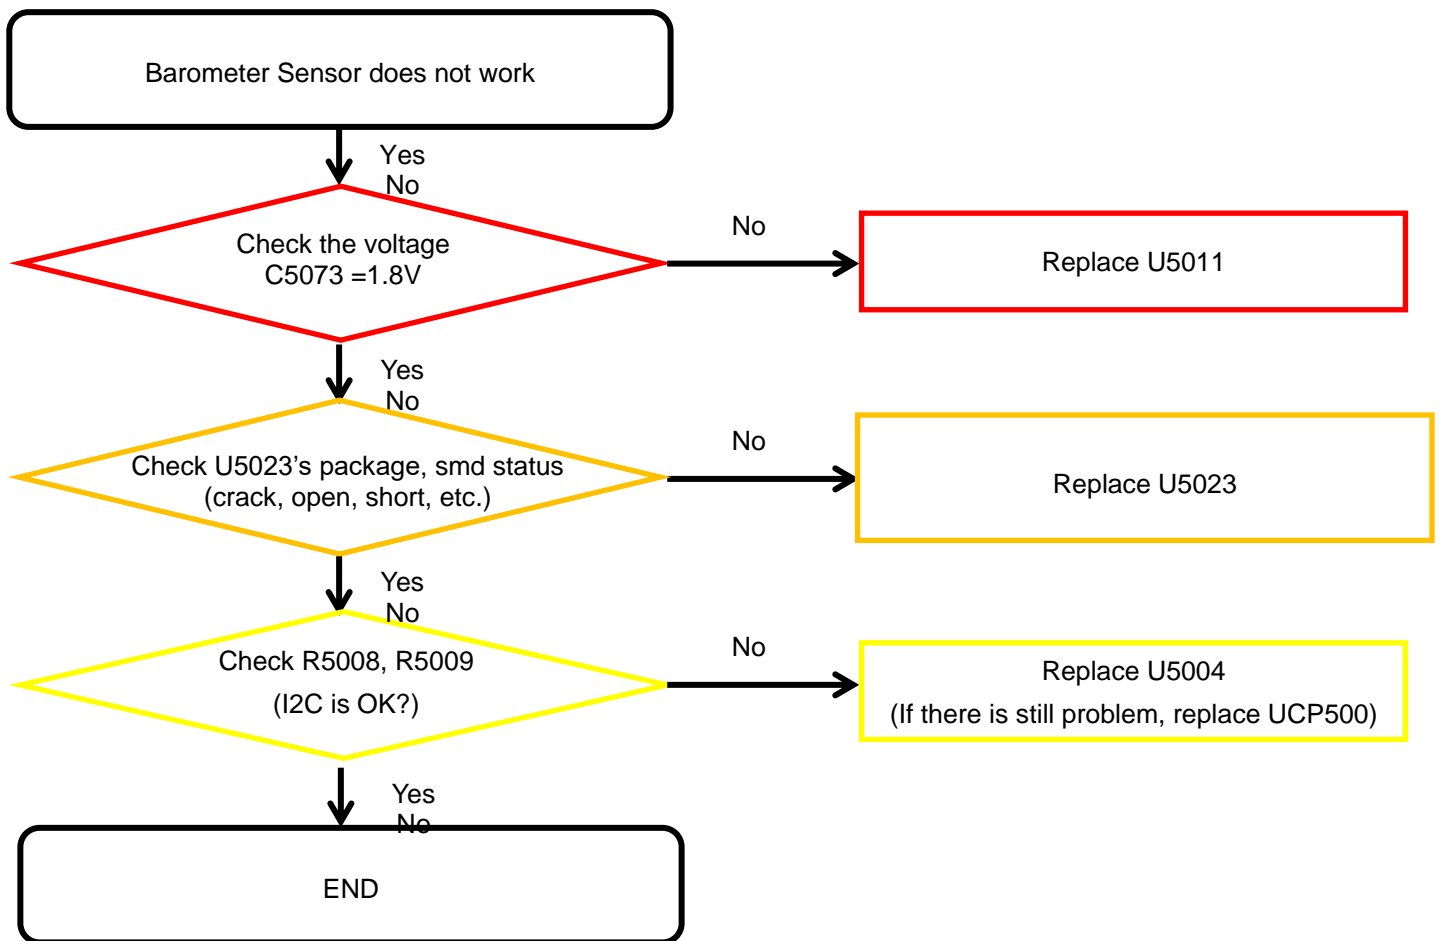 Barometer Sensor does not work
Yes
No
Check the voltage
C5073 =1.8V
No
Replace U5011
Yes
No
Check U5023’s package, smd status
(crack, open, short, etc.)
No
Replace U5023
Yes
No
Check R5008, R5009
(I2C is OK?)
No
Replace U5004
(If there is still problem, replace UCP500)
Yes
No
END